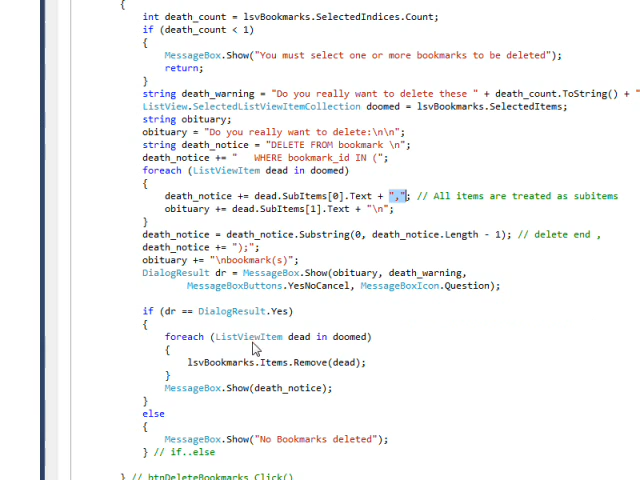 {
int death_count = lsvBookmarks.SelectedIndices.Count;
if (death_count < 1)
{
MessageBox.Show("You must select one or more bookmarks to be deleted");
return;
}
string death_warning = "Do you really want to delete these " + death_count.ToString() + "
ListView.SelectedListViewItemCollection doomed = lsvBookmarks.SelectedItems;
string obituary;
obituary = "Do you really want to delete:\n\n";
string death_notice = "DELETE FROM bookmark \n";
death_notice += "   WHERE bookmark_id IN (";
foreach (ListViewItem dead in doomed)
{
death_notice += dead.SubItems[0].Text + ","; // All items are treated as subitems
obituary += dead.SubItems[1].Text + "\n";
}
death_notice = death_notice.Substring(0, death_notice.Length - 1); // delete end ,
death_notice += ");";
obituary += "\nbookmark(s)";
DialogResult dr = MessageBox.Show(obituary, death_warning,
MessageBoxButtons.YesNoCancel, MessageBoxIcon.Question);
if (dr == DialogResult.Yes)
{
foreach (ListViewItem dead in doomed)
{
lsvBookmarks.Items.Remove(dead);
}
MessageBox.Show(death_notice);
}
else
{
MessageBox.Show("No Bookmarks deleted");
} // if..else
} // btnDeleteBookmarks_Click()